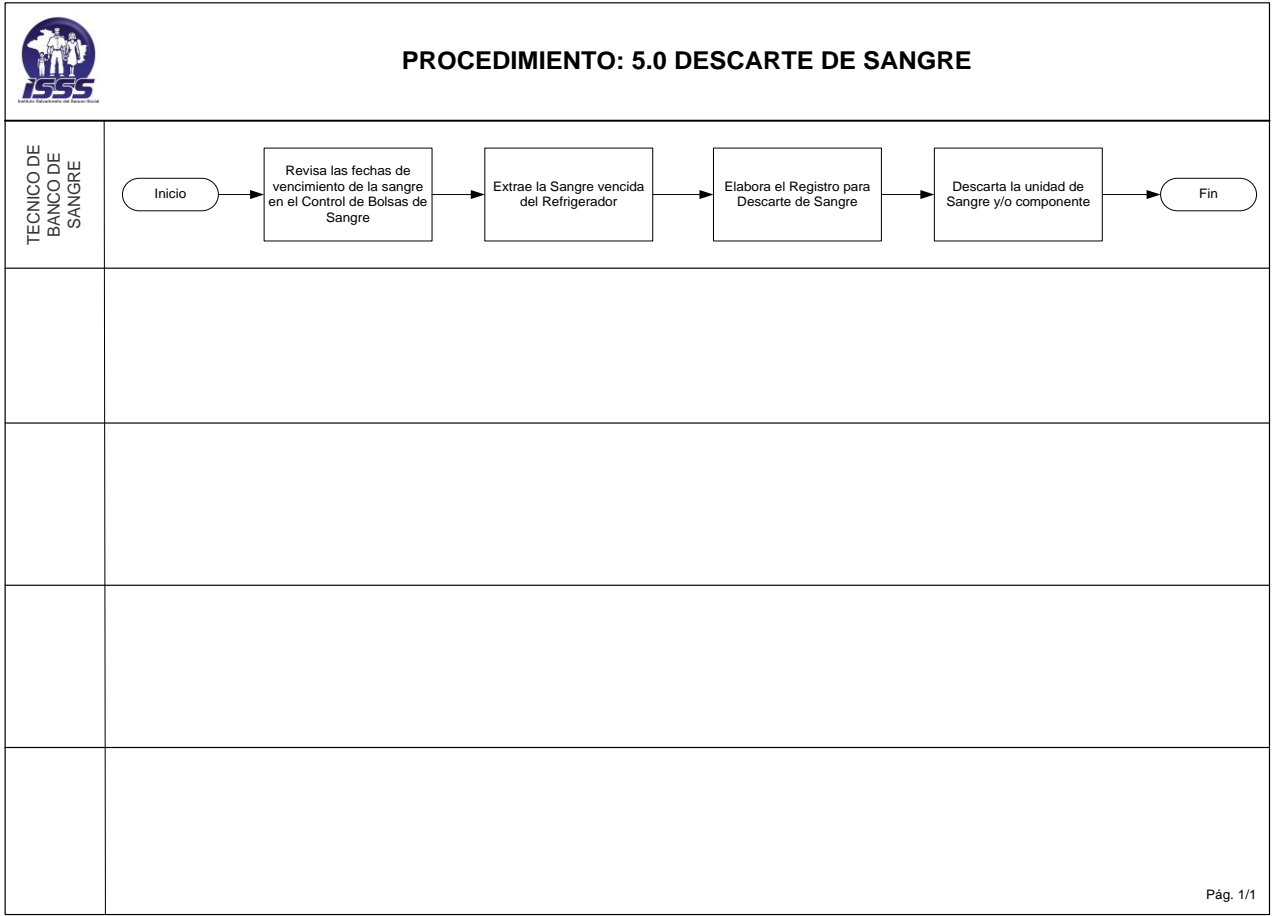 ISSS
Instituto Salvadoreño del Seguro Social
PROCEDIMIENTO: 5.0 DESCARTE DE SANGRE
TECNICO DE
BANCO DE
SANGRE
Inicio
Revisa las fechas de
vencimiento de la sangre
en el Control de Bolsas de
Sangre
Extrae la Sangre vencida
del Refrigerador
Elabora el Registro para
Descarte de Sangre
Descarta la unidad de
Sangre y/o componente
Fin
Pág. 1/1